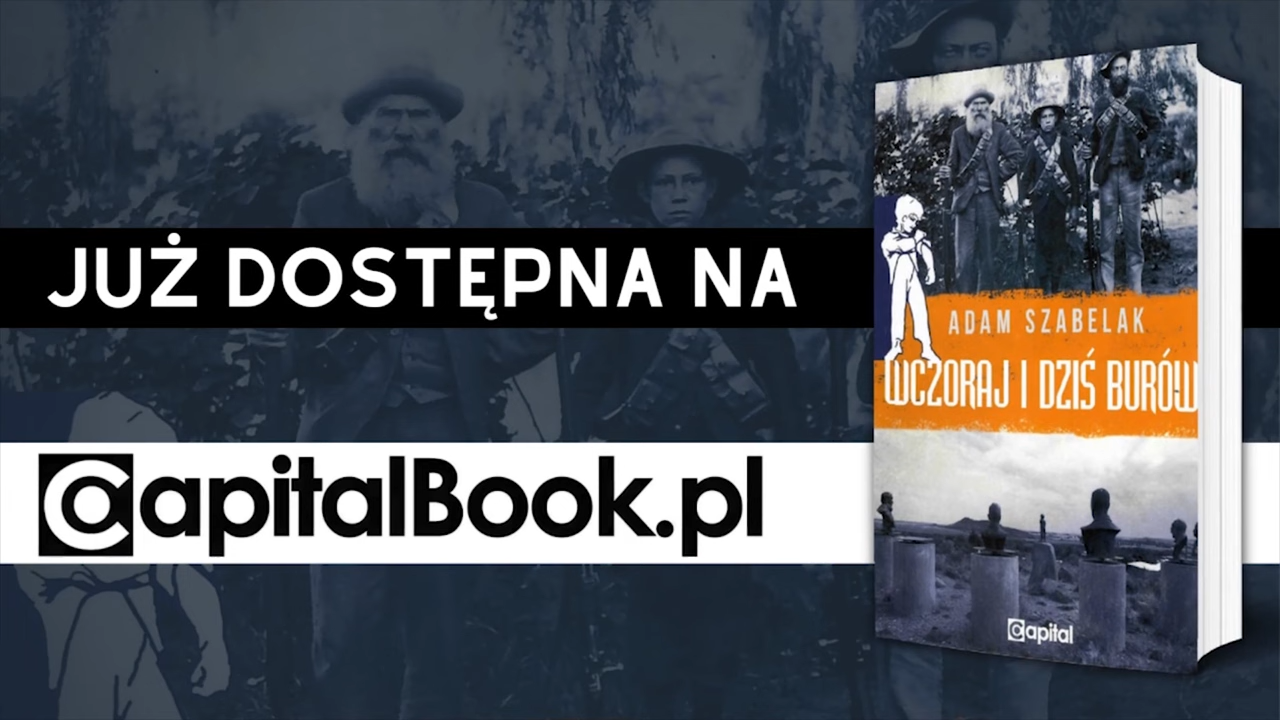 JUŻ DOSTĘPNA NA
CapitalBook.pl
ADAM SZABELAK
WCZORAJ I DZIŚ BURÓW
Capital